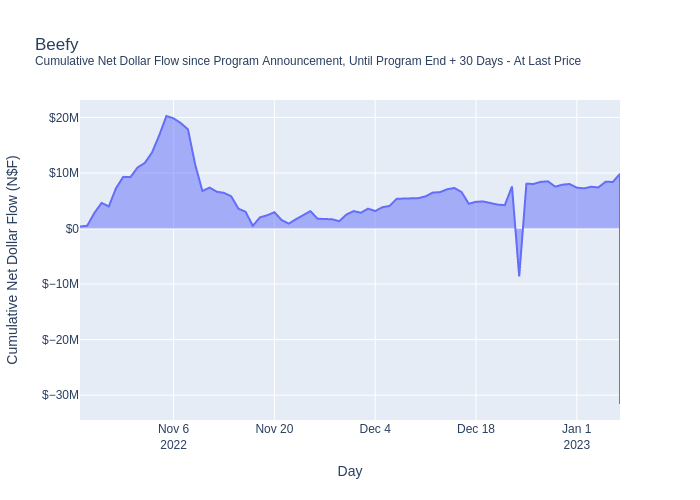 Beefy
Cumulative Net Dollar Flow since Program Announcement, Until Program End + 30 Days - At Last Price
Cumulative Net Dollar Flow (N$F)
$20M
$10M
$0
$−10M
$−20M
$−30M
Nov 6
2022
Nov 20
Dec 4
Dec 18
Jan 1
2023
Day